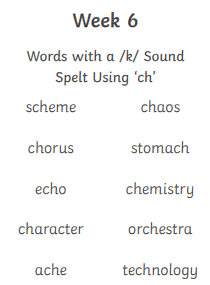 Week 6
Words with a /k/ Sound
Spelt Using ‘ch’
scheme chaos
chorus stomach
echo chemistry
character orchestra
ache technology